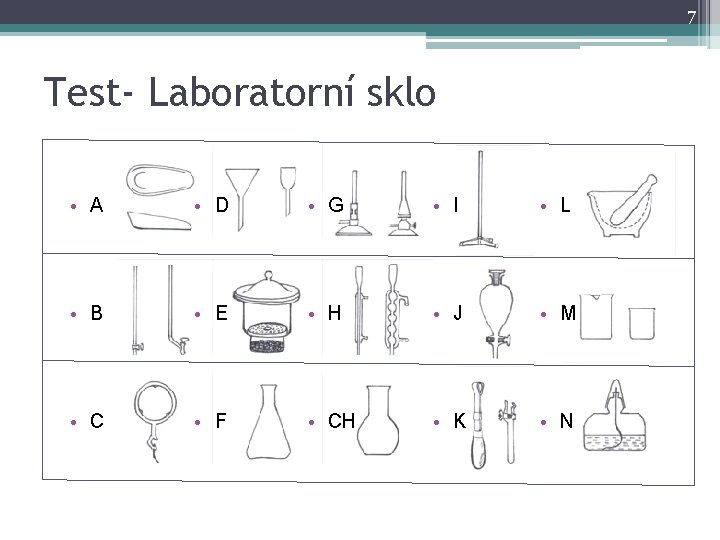 7
Test- Laboratorní sklo
• A • D • G • I • L
• B • E • H • J • M
• C • F • CH • K • N